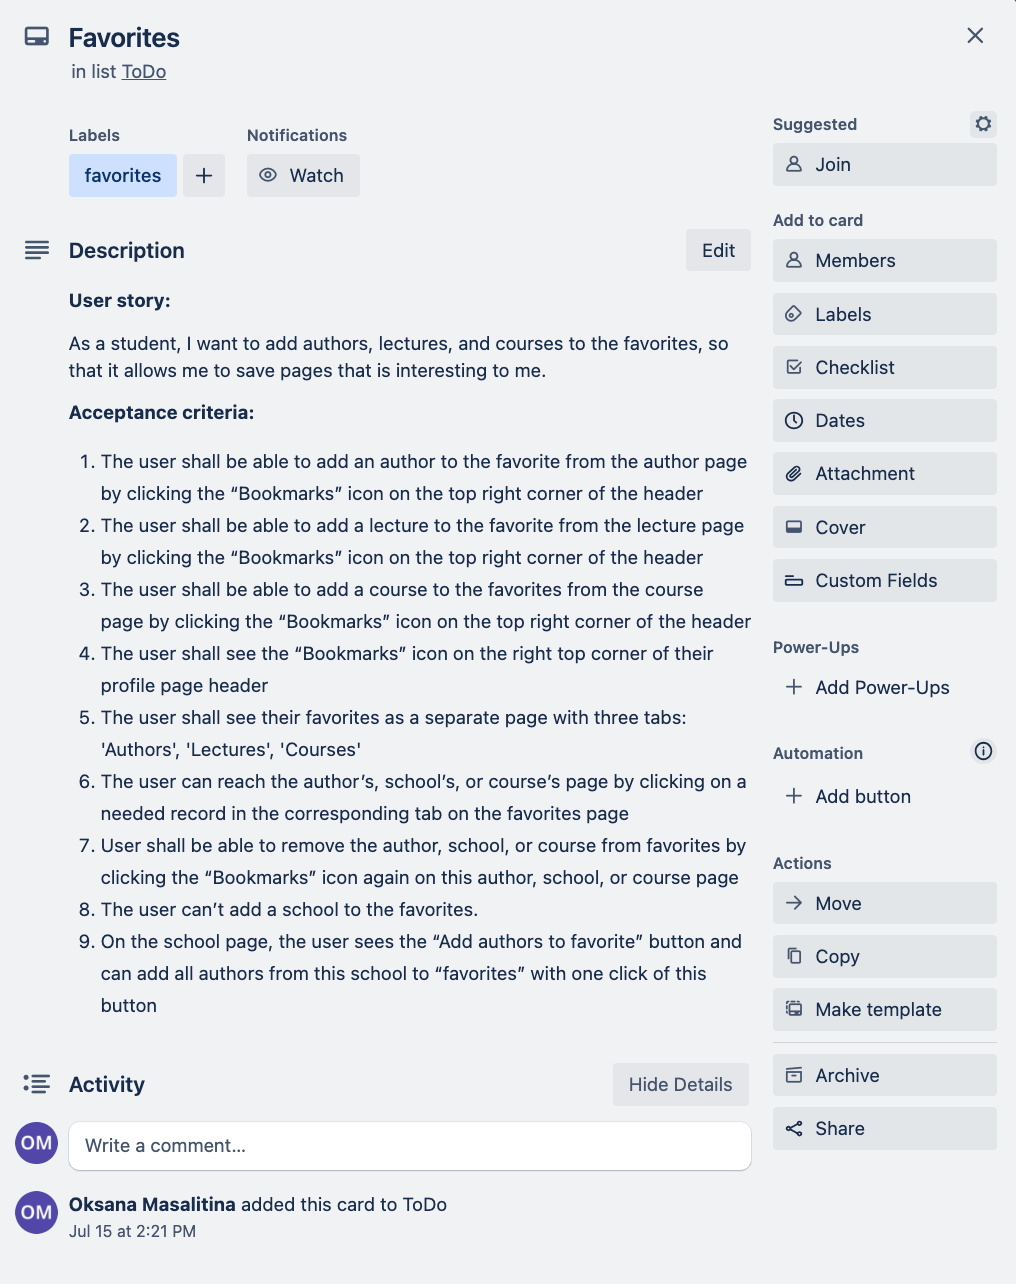 Favorites
in list ToDo
Labels
Notifications
favorites
Watch
Description
Edit
User story:
As a student, I want to add authors, lectures, and courses to the favorites, so
that it allows me to save pages that is interesting to me.
Acceptance criteria:
1. The user shall be able to add an author to the favorite from the author page
by clicking the “Bookmarks” icon on the top right corner of the header
2. The user shall be able to add a lecture to the favorite from the lecture page
by clicking the “Bookmarks” icon on the top right corner of the header
3. The user shall be able to add a course to the favorites from the course
page by clicking the “Bookmarks” icon on the top right corner of the header
4. The user shall see the “Bookmarks” icon on the right top corner of their
profile page header
5. The user shall see their favorites as a separate page with three tabs:
'Authors', 'Lectures', 'Courses'
6. The user can reach the author’s, school’s, or course’s page by clicking on a
needed record in the corresponding tab on the favorites page
7. User shall be able to remove the author, school, or course from favorites by
clicking the “Bookmarks” icon again on this author, school, or course page
8. The user can’t add a school to the favorites.
9. On the school page, the user sees the “Add authors to favorite” button and
can add all authors from this school to “favorites” with one click of this
button
Activity
Hide Details
OM
Write a comment…
OM
Oksana Masalitina added this card to ToDo
Jul 15 at 2:21 PM
Suggested
Join
Add to card
Members
Labels
Checklist
Dates
Attachment
Cover
Custom Fields
Power-Ups
Add Power-Ups
Automation
Add button
Actions
Move
Copy
Make template
Archive
Share